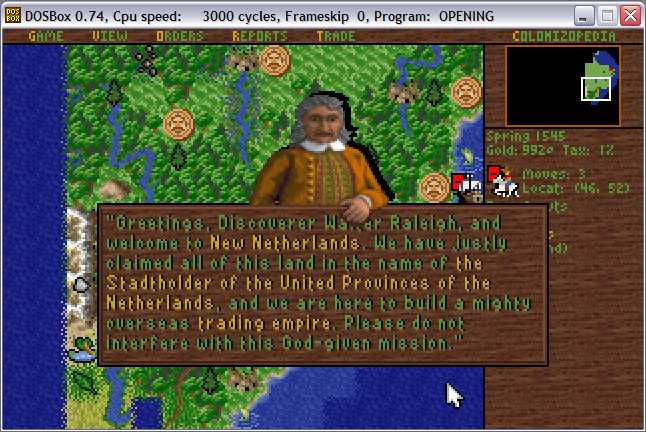 DOSBox 0.74, Cpu speed: 3000 cycles, Frameskip 0, Program: OPENING
GAME VIEW ORDERS REPORTS TRADE COLONIZOPEDIA
Spring 1545
Gold: 992 Tax: 1%
Moves: 3
Locat: (46, 52)
"Greetings, Discoverer Walter Raleigh, and
welcome to New Netherlands. We have justly
claimed all of this land in the name of the
Stadtholder of the United Provinces of the
Netherlands, and we are here to build a mighty
overseas trading empire. Please do not
interfere with this God-given mission."